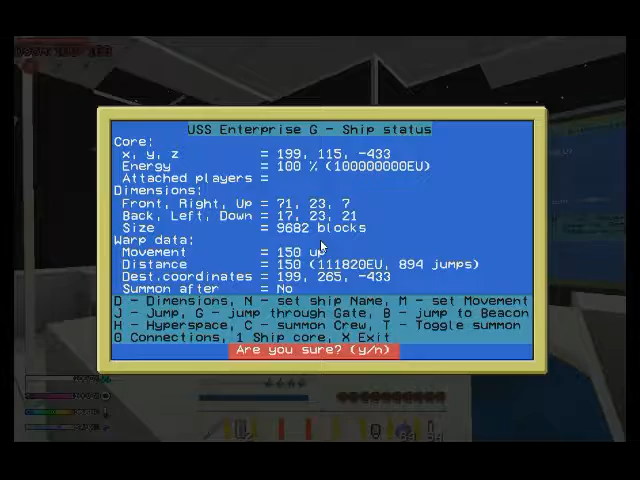 USS Enterprise G - Ship status
Core:
x, y, z = 199, 115, -433
Energy = 100 % (100000000EU)
Attached players =
Dimensions:
Front, Right, Up = 71, 23, 7
Back, Left, Down = 17, 23, 21
Size = 9682 blocks
Warp data:
Movement = 150 up
Distance = 150 (111820EU, 894 jumps)
Dest.coordinates = 199, 265, -433
Summon after = No
D - Dimensions, N - set ship Name, M - set Movement
J - Jump, G - jump through Gate, B - jump to Beacon
H - Hyperspace, C - summon Crew, T - Toggle summon
0 Connections, 1 Ship core, X Exit
Are you sure? (y/n)